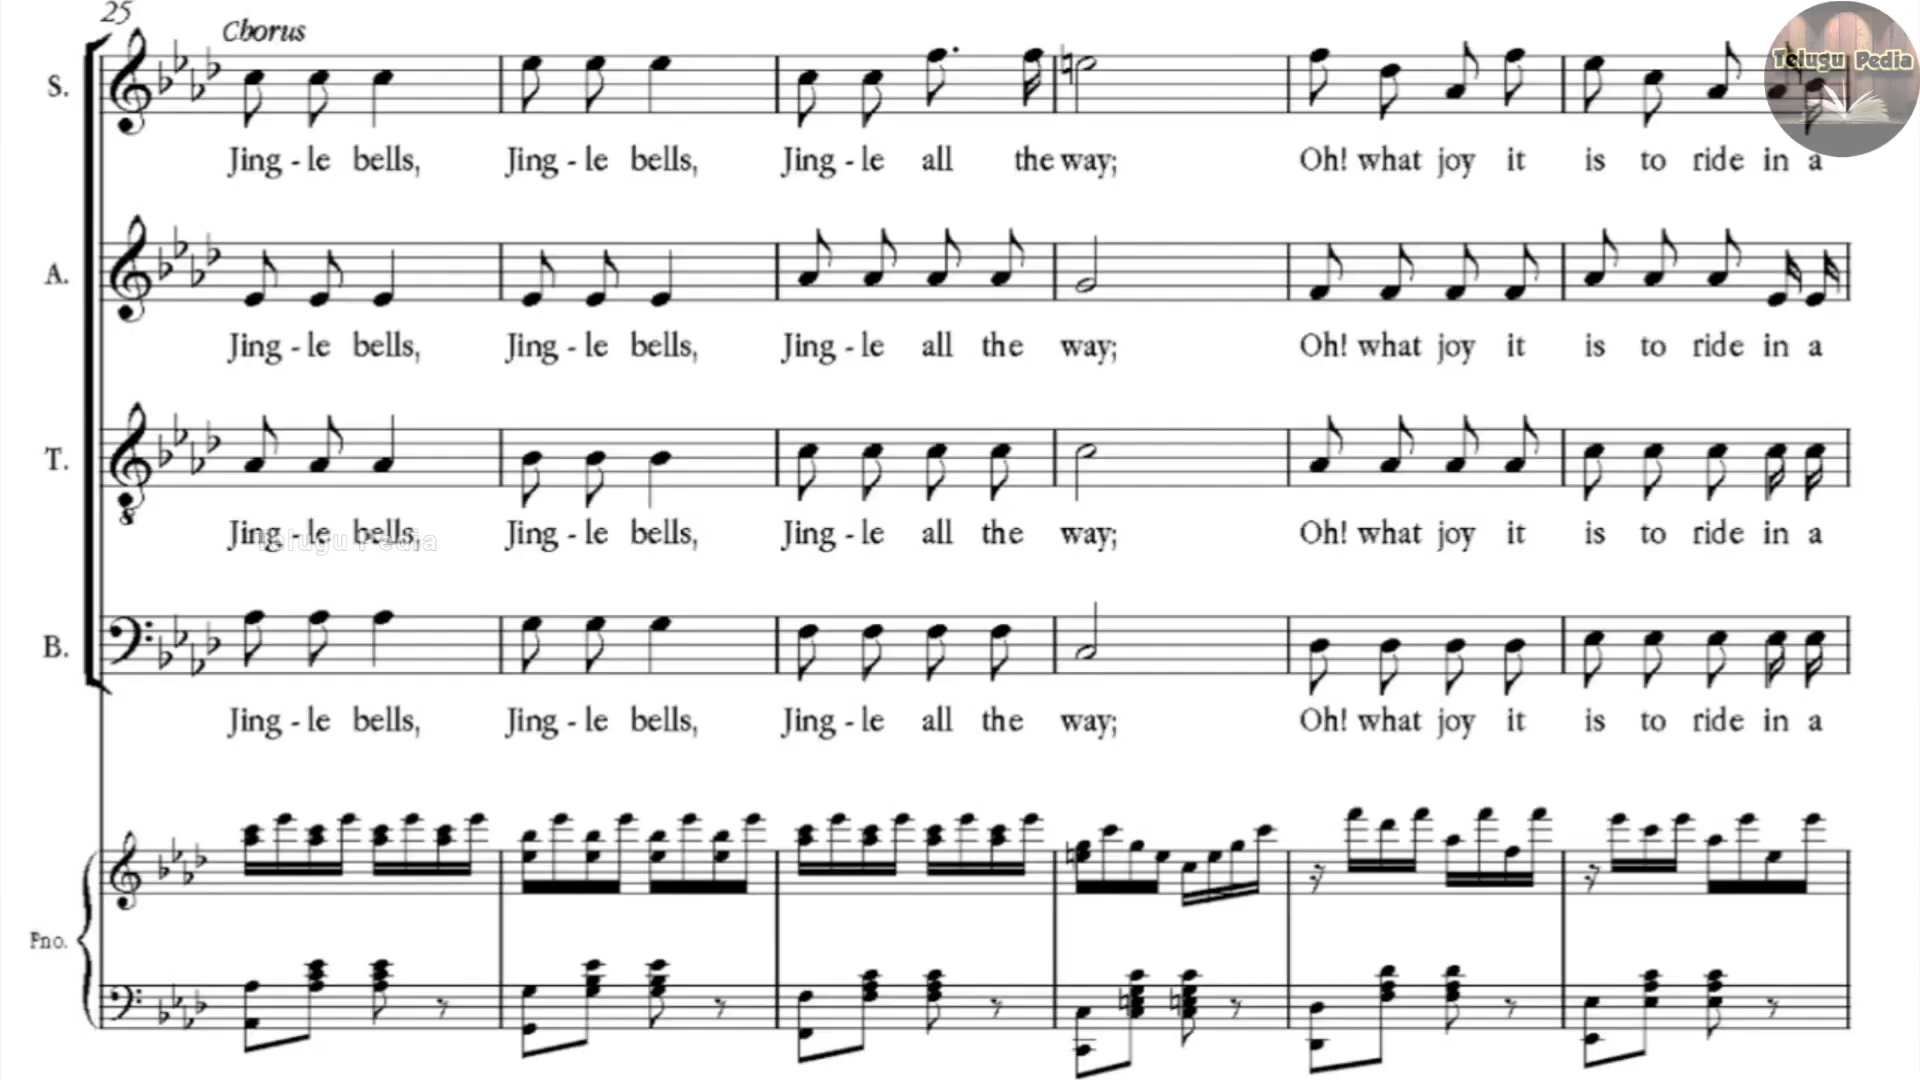 25
Chorus
S.
Jing - le bells, Jing - le bells, Jing - le all the way; Oh! what joy it is to ride in a
A.
Jing - le bells, Jing - le bells, Jing - le all the way; Oh! what joy it is to ride in a
T.
8
Jing - le bells, Jing - le bells, Jing - le all the way; Oh! what joy it is to ride in a
Telugu Pedia
B.
Jing - le bells, Jing - le bells, Jing - le all the way; Oh! what joy it is to ride in a
Pno.
Telugu Pedia